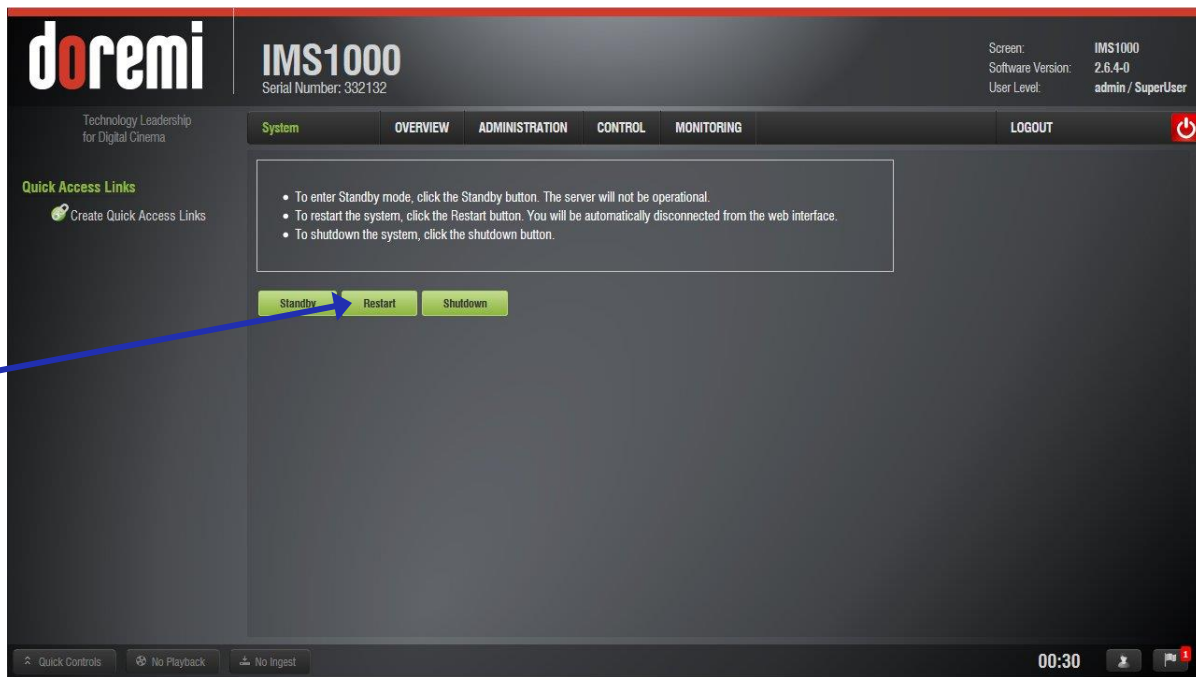 doremi
IMS1000
Serial Number: 332132
Screen: IMS1000
Software Version: 2.6.4-0
User Level: admin / SuperUser
Technology Leadership
for Digital Cinema
System OVERVIEW ADMINISTRATION CONTROL MONITORING LOGOUT
Quick Access Links
Create Quick Access Links
• To enter Standby mode, click the Standby button. The server will not be operational.
• To restart the system, click the Restart button. You will be automatically disconnected from the web interface.
• To shutdown the system, click the shutdown button.
Standby Restart Shutdown
Quick Controls No Playback No Ingest 00:30 1